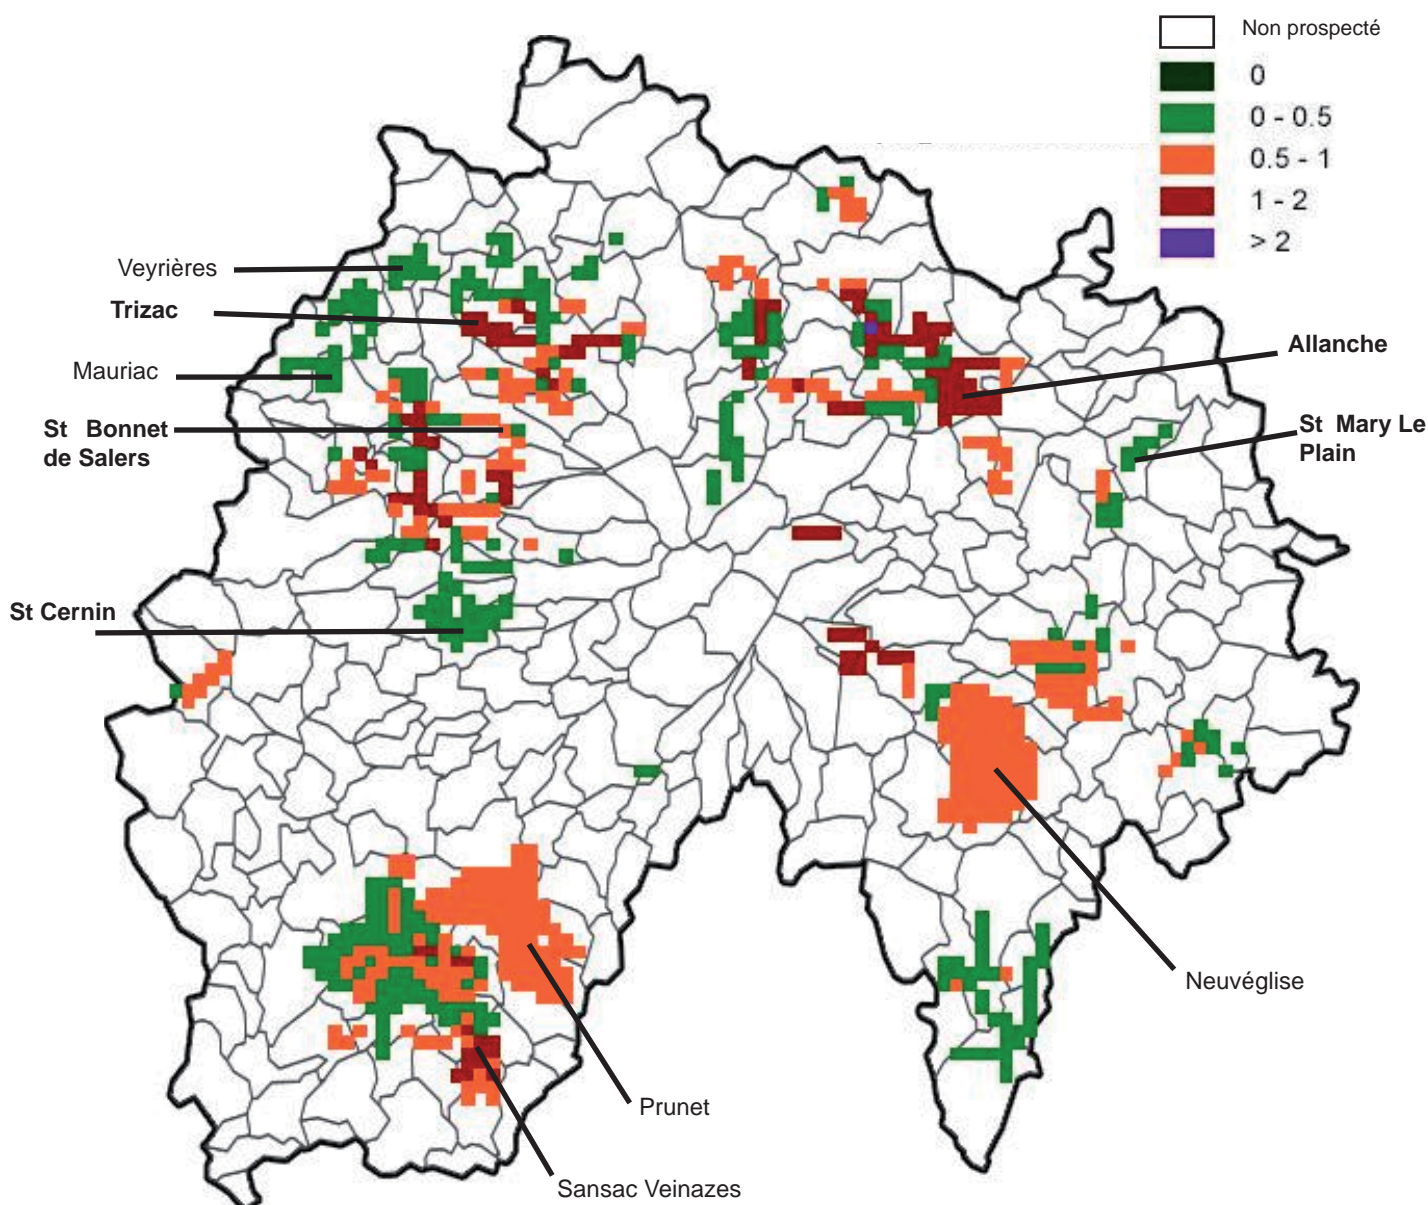 Non prospecté
0
0 - 0.5
0.5 - 1
1 - 2
> 2
Veyrières
Trizac
Mauriac
St Bonnet
de Salers
St Cernin
Allanche
St Mary Le
Plain
Neuvéglise
Prunet
Sansac Veinazes